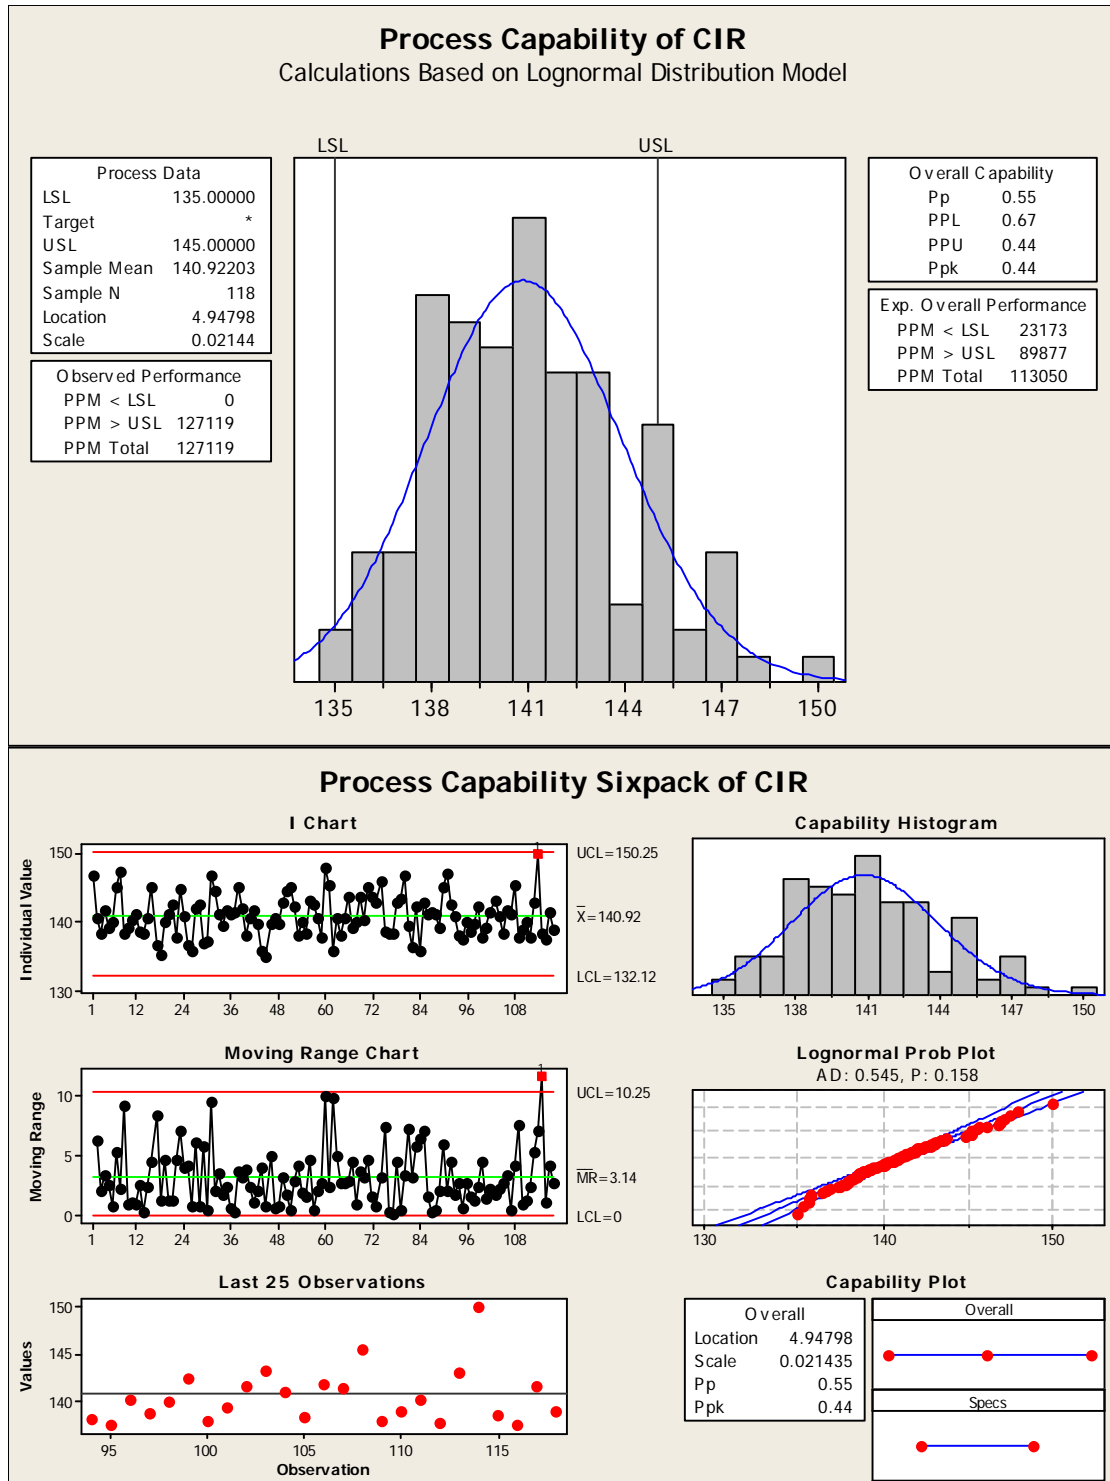 Process Capability of CIR
Calculations Based on Lognormal Distribution Model
LSL USL
Process Data
LSL 135.00000
Target *
USL 145.00000
Sample Mean 140.92203
Sample N 118
Location 4.94798
Scale 0.02144
Observed Performance
PPM < LSL 0
PPM > USL 127119
PPM Total 127119
Overall Capability
Pp 0.55
PPL 0.67
PPU 0.44
Ppk 0.44
Exp. Overall Performance
PPM < LSL 23173
PPM > USL 89877
PPM Total 113050
135 138 141 144 147 150
Process Capability Sixpack of CIR
I Chart
Individual Value
150
140
130
1
UCL=150.25
X=140.92
LCL=132.12
1 12 24 36 48 60 72 84 96 108
Capability Histogram
135 138 141 144 147 150
Moving Range Chart
Moving Range
10
5
0
1
UCL=10.25
MR=3.14
LCL=0
1 12 24 36 48 60 72 84 96 108
Lognormal Prob Plot
AD: 0.545, P: 0.158
130 140 150
Last 25 Observations
Values
150
145
140
95 100 105 110 115
Observation
Capability Plot
Overall
Location 4.94798
Scale 0.021435
Pp 0.55
Ppk 0.44
Overall
Specs